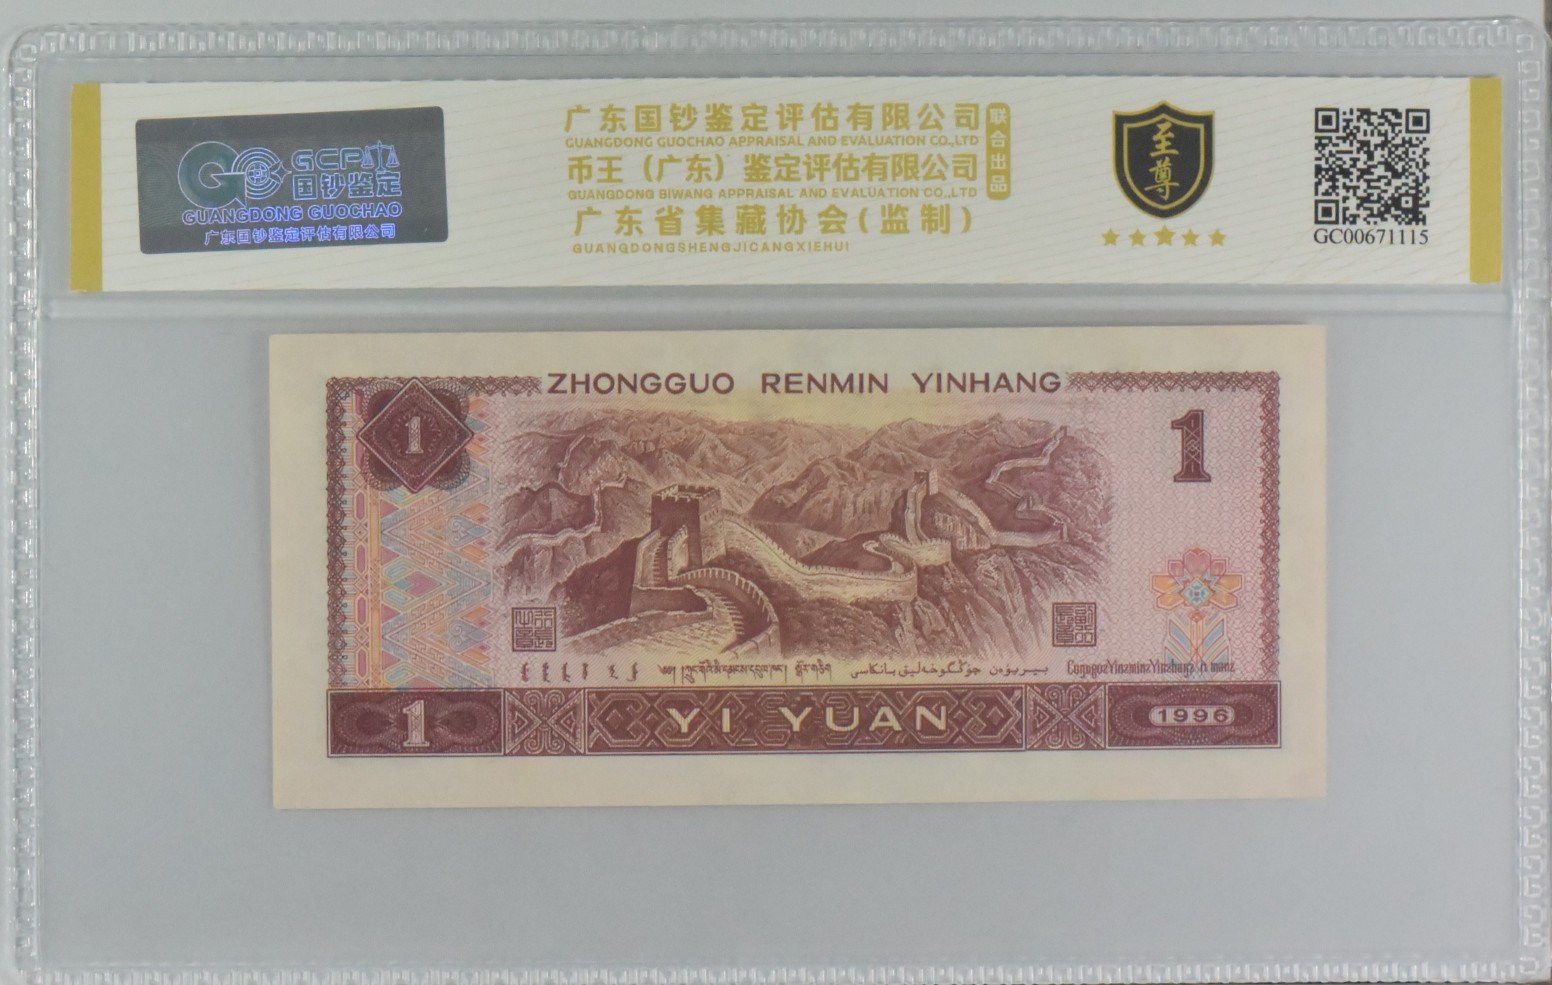 GCP
国钞鉴定
GUANGDONG GUOCHAO
广东国钞鉴定评估有限公司
广东国钞鉴定评估有限公司
GUANGDONG GUOCHAO APPRAISAL AND EVALUATION CO.,LTD
币王（广东）鉴定评估有限公司
GUANGDONG BIWANG APPRAISAL AND EVALUATION CO.,LTD
广东省集藏协会(监制)
GUANGDONGSHENGJICANGXIEHUI
联合出品
至尊
GC00671115
ZHONGGUO RENMIN YINHANG
1
1
1
YI YUAN
1996